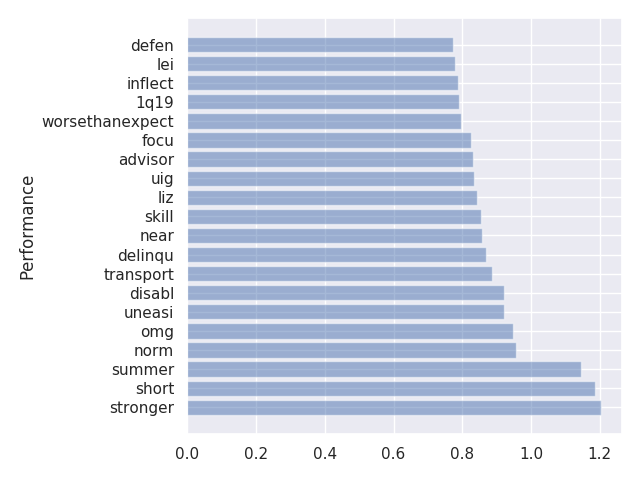 defen
lei
inflect
1q19
worsethanexpect
focu
advisor
uig
liz
skill
near
delinqu
transport
disabl
uneasi
omg
norm
summer
short
stronger
Performance
0.0 0.2 0.4 0.6 0.8 1.0 1.2